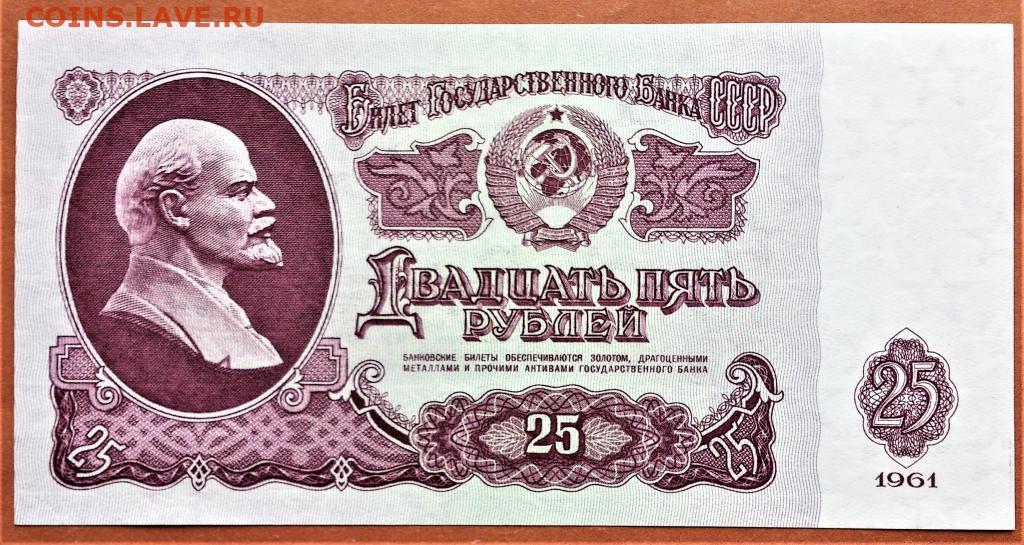 COINS.LAVE.RU
БИЛЕТ ГОСУДАРСТВЕННОГО БАНКА СССР
ДВАДЦАТЬ ПЯТЬ
РУБЛЕЙ
БАНКОВСКИЕ БИЛЕТЫ ОБЕСПЕЧИВАЮТСЯ ЗОЛОТОМ, ДРАГОЦЕННЫМИ
МЕТАЛЛАМИ И ПРОЧИМИ АКТИВАМИ ГОСУДАРСТВЕННОГО БАНКА
25
25
25
25
1961